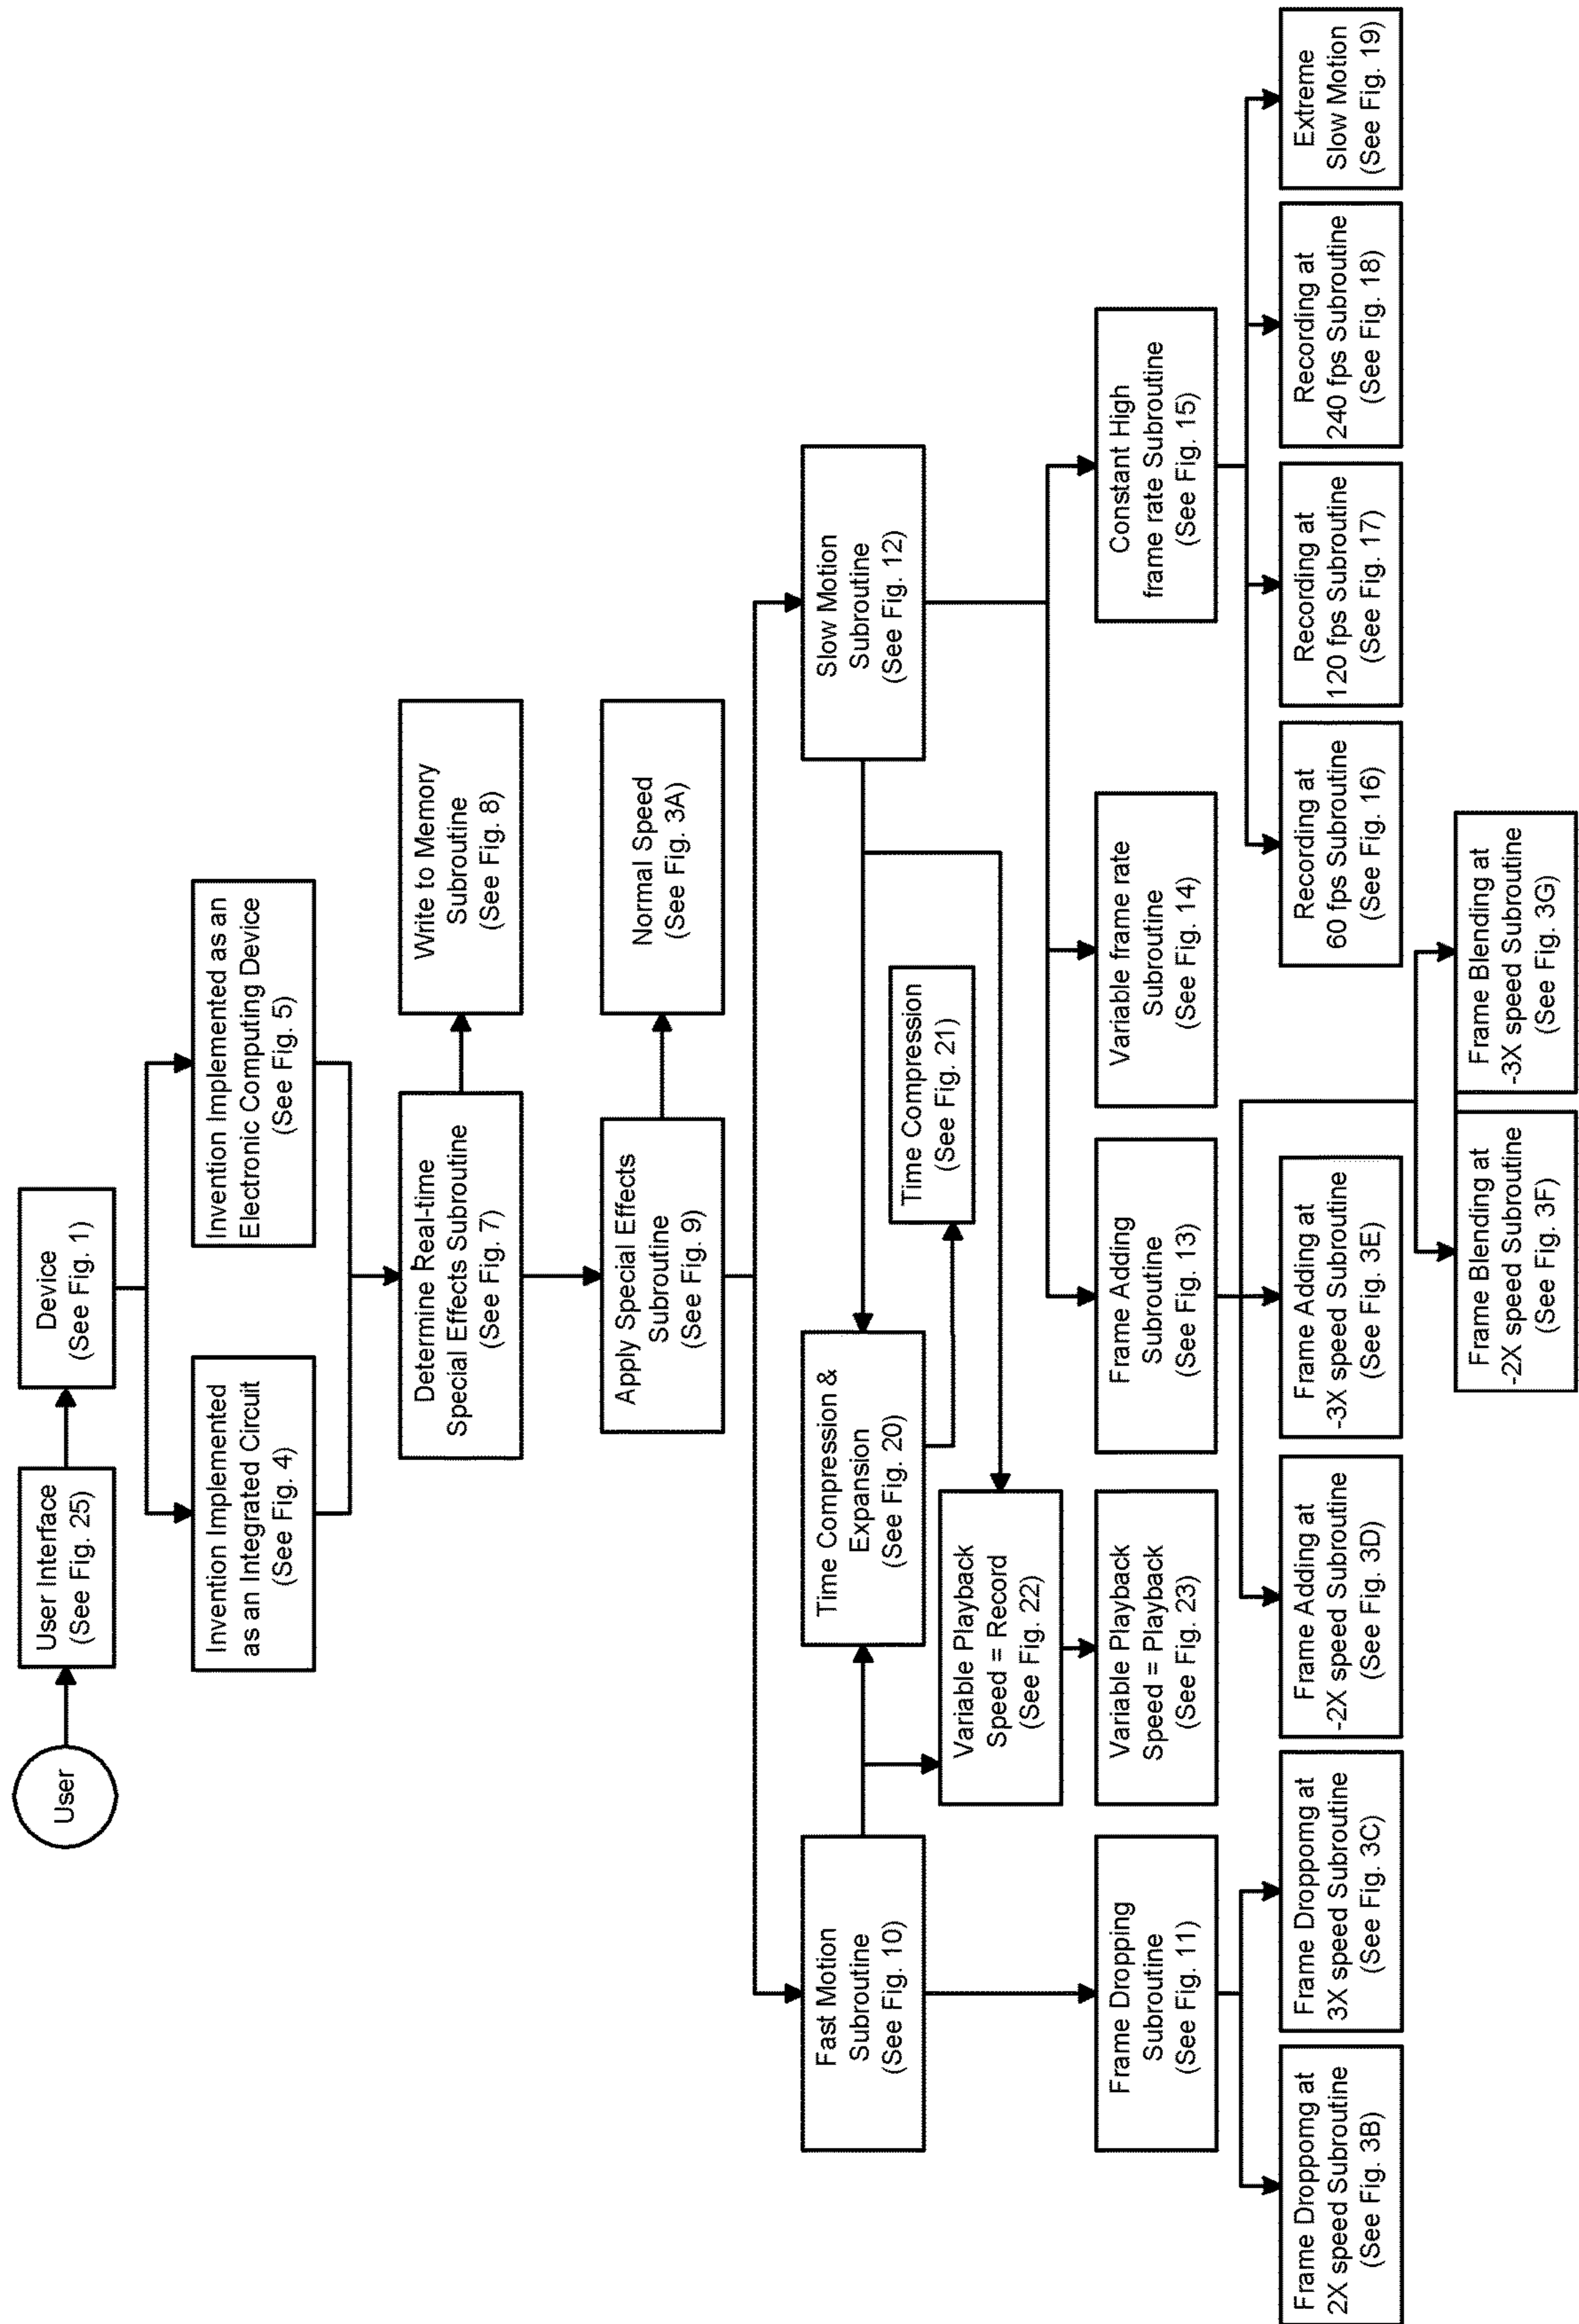 User
User Interface
(See Fig. 25)
Device
(See Fig. 1)
Invention Implemented
as an Integrated Circuit
(See Fig. 4)
Invention Implemented as an
Electronic Computing Device
(See Fig. 5)
Determine Real-time
Special Effects Subroutine
(See Fig. 7)
Write to Memory
Subroutine
(See Fig. 8)
Apply Special Effects
Subroutine
(See Fig. 9)
Normal Speed
(See Fig. 3A)
Fast Motion
Subroutine
(See Fig. 10)
Time Compression &
Expansion
(See Fig. 20)
Slow Motion
Subroutine
(See Fig. 12)
Time Compression
(See Fig. 21)
Variable Playback
Speed = Record
(See Fig. 22)
Frame Dropping
Subroutine
(See Fig. 11)
Variable Playback
Speed = Playback
(See Fig. 23)
Frame Adding
Subroutine
(See Fig. 13)
Variable frame rate
Subroutine
(See Fig. 14)
Constant High
frame rate Subroutine
(See Fig. 15)
Frame Droppomg at
2X speed Subroutine
(See Fig. 3B)
Frame Droppomg at
3X speed Subroutine
(See Fig. 3C)
Frame Adding at
-2X speed Subroutine
(See Fig. 3D)
Frame Adding at
-3X speed Subroutine
(See Fig. 3E)
Recording at
60 fps Subroutine
(See Fig. 16)
Recording at
120 fps Subroutine
(See Fig. 17)
Recording at
240 fps Subroutine
(See Fig. 18)
Extreme
Slow Motion
(See Fig. 19)
Frame Blending at
-2X speed Subroutine
(See Fig. 3F)
Frame Blending at
-3X speed Subroutine
(See Fig. 3G)